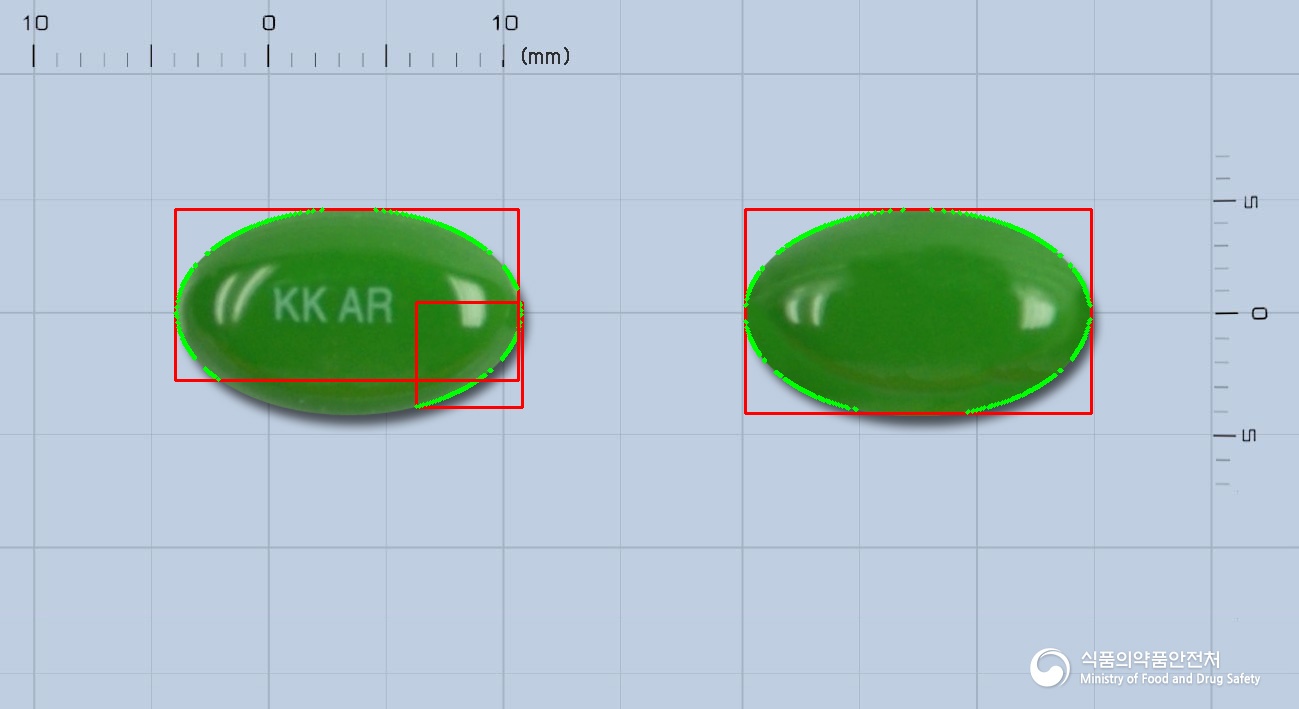 10 0 10
(mm)
KK AR
5
0
5
식품의약품안전처
Ministry of Food and Drug Safety